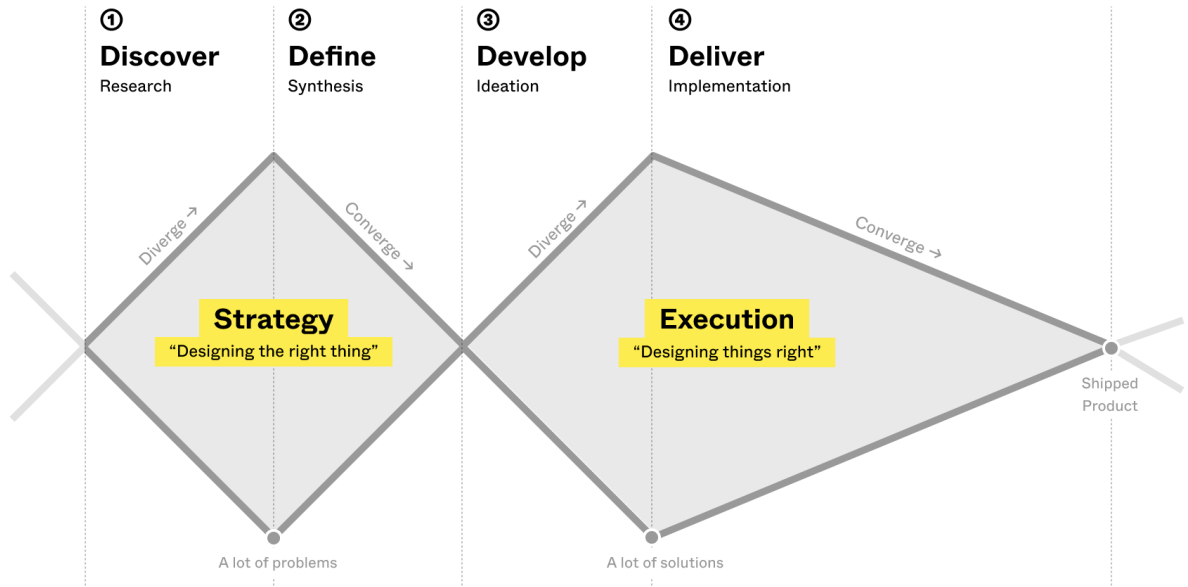 ①
Discover
Research
②
Define
Synthesis
③
Develop
Ideation
④
Deliver
Implementation
Diverge →
Converge →
Diverge →
Converge →
Strategy
“Designing the right thing”
Execution
“Designing things right”
Shipped
Product
A lot of problems
A lot of solutions